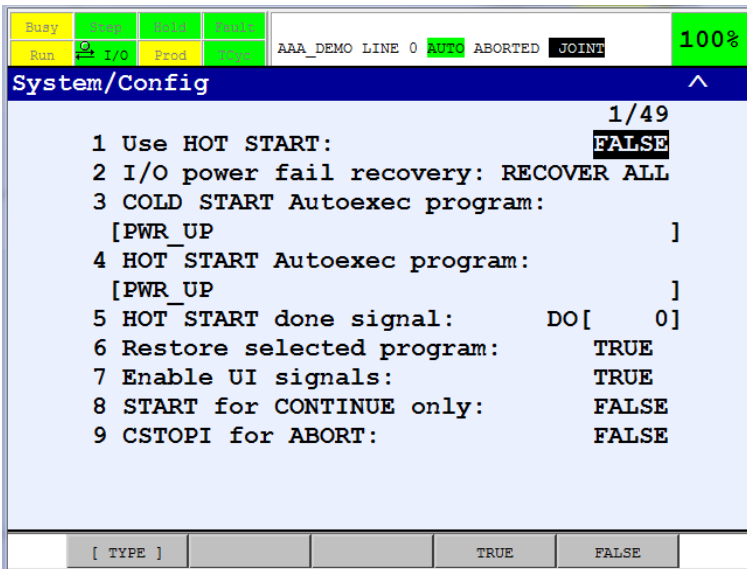 Busy Step Hold Fault
Run I/O Prod TCyc
AAA_DEMO LINE 0 AUTO ABORTED JOINT
100%
System/Config ^
1/49
1 Use HOT START: FALSE
2 I/O power fail recovery: RECOVER ALL
3 COLD START Autoexec program:
[PWR_UP ]
4 HOT START Autoexec program:
[PWR_UP ]
5 HOT START done signal: DO[ 0]
6 Restore selected program: TRUE
7 Enable UI signals: TRUE
8 START for CONTINUE only: FALSE
9 CSTOPI for ABORT: FALSE
[ TYPE ] TRUE FALSE